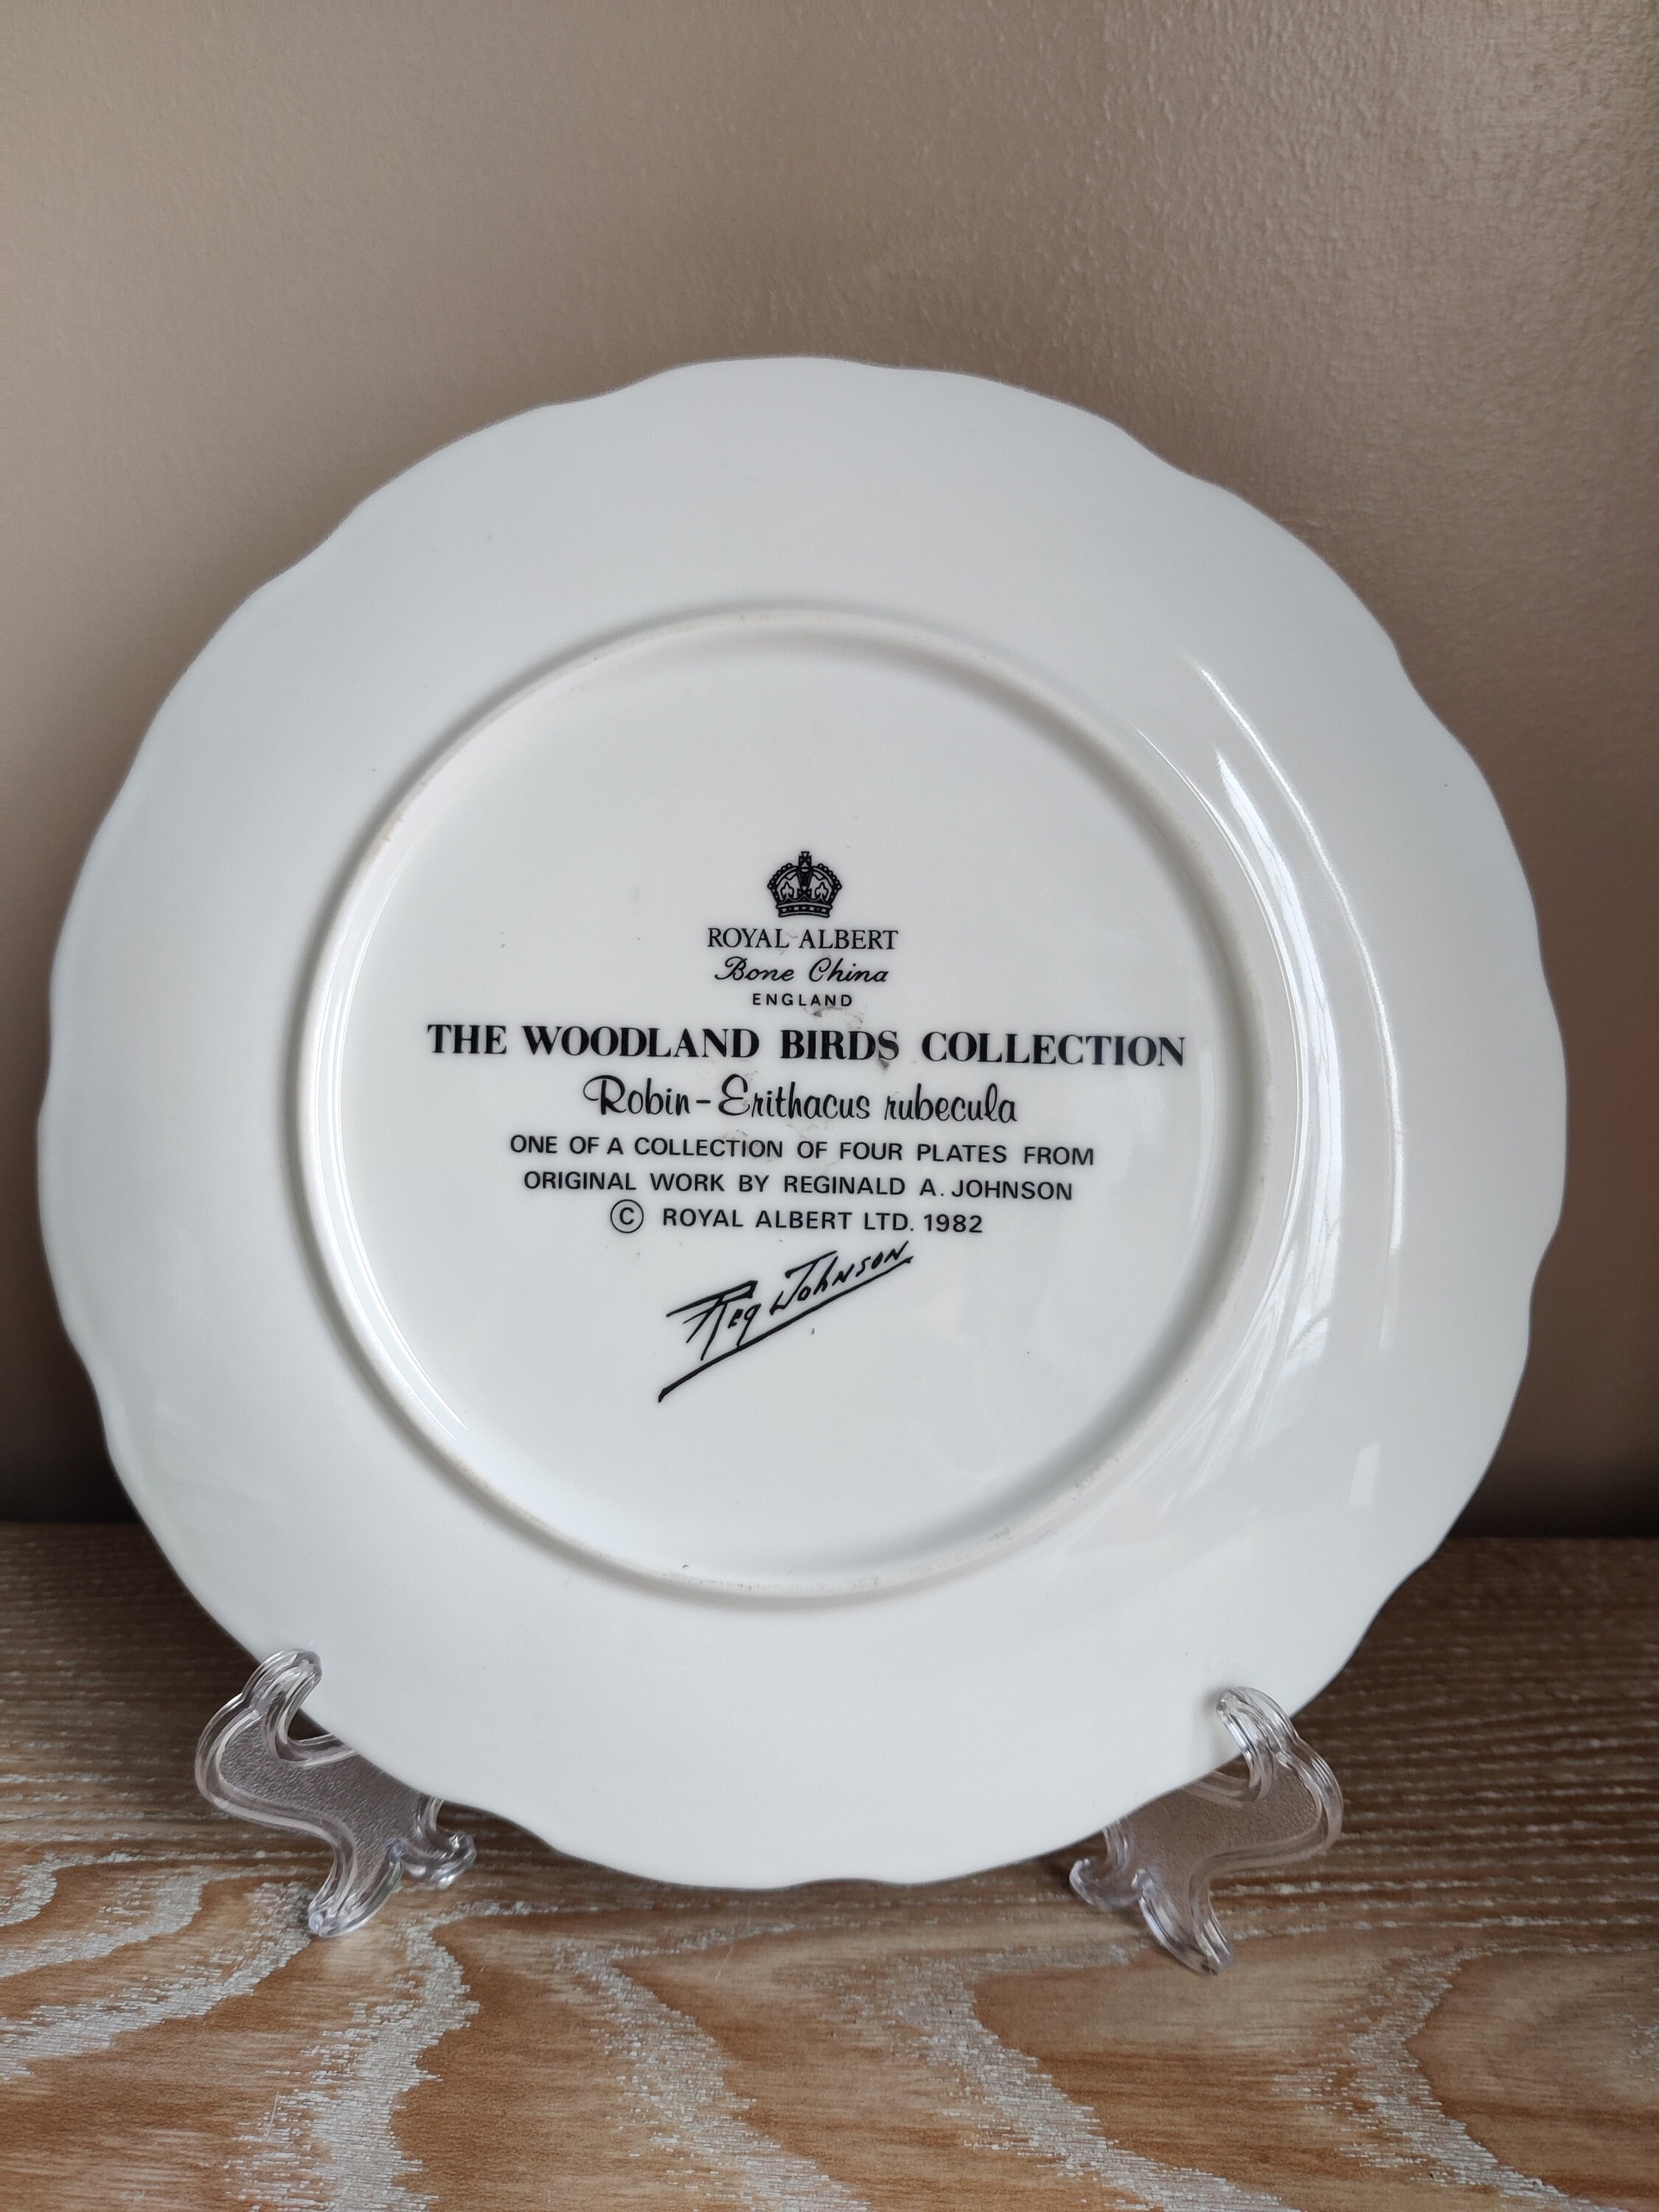 ROYAL ALBERT
Bone China
ENGLAND
THE WOODLAND BIRDS COLLECTION
Robin - Erithacus rubecula
ONE OF A COLLECTION OF FOUR PLATES FROM
ORIGINAL WORK BY REGINALD A. JOHNSON
© ROYAL ALBERT LTD. 1982
Reg Johnson